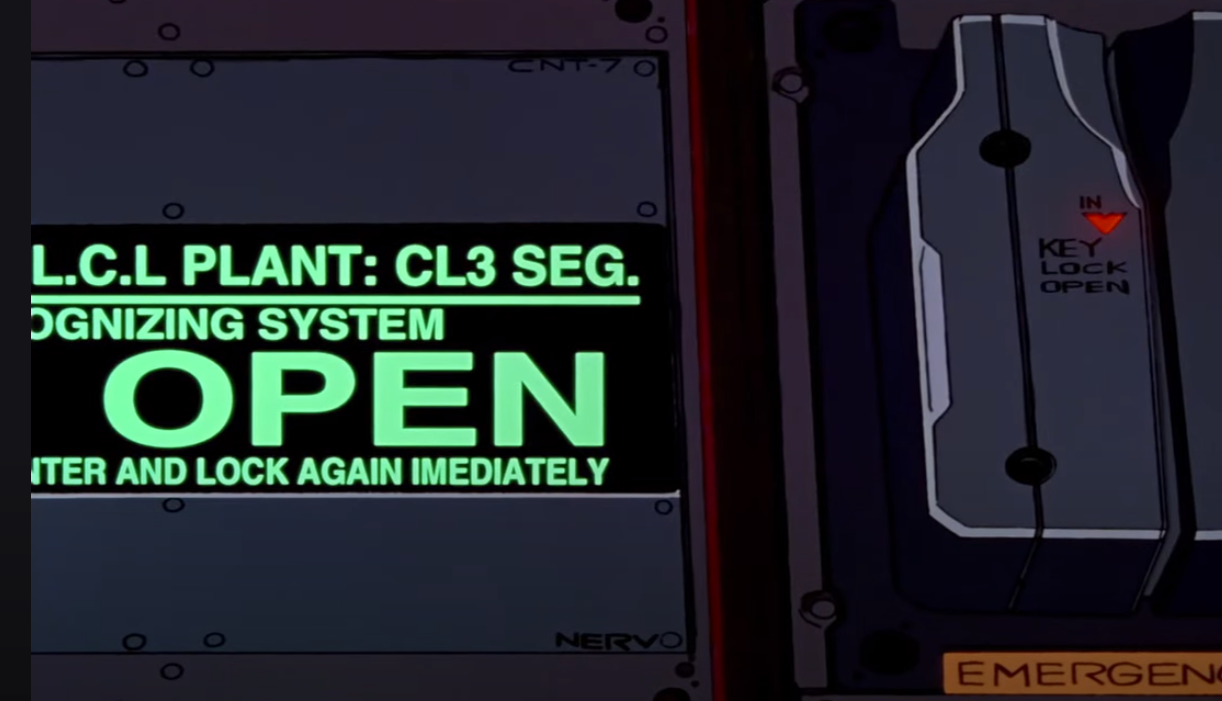 CNT-7
L.C.L PLANT: CL3 SEG.
OGNIZING SYSTEM
OPEN
NTER AND LOCK AGAIN IMEDIATELY
NERV
IN
KEY
LOCK
OPEN
EMERGENC